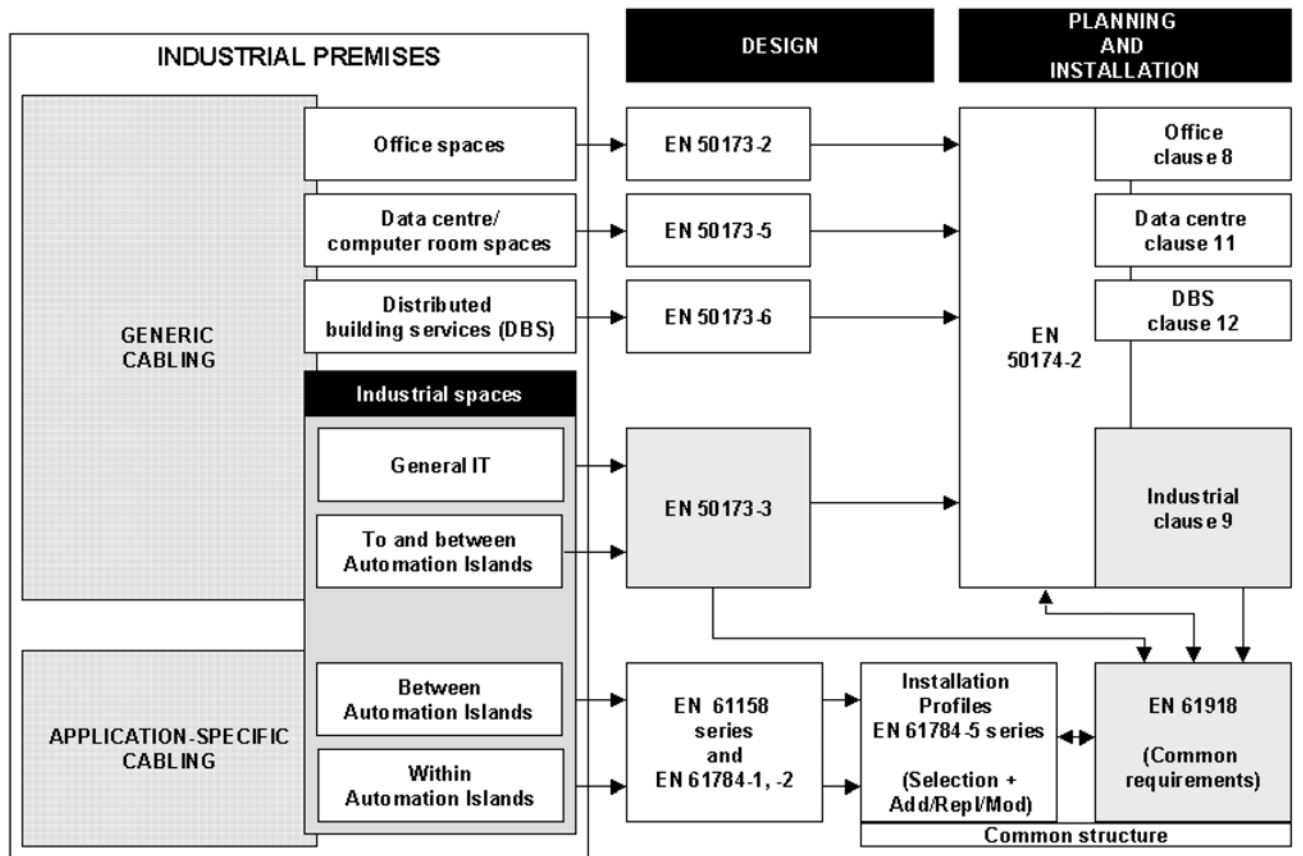 INDUSTRIAL PREMISES
DESIGN
PLANNING
AND
INSTALLATION
GENERIC
CABLING
Office spaces
EN 50173-2
Office
clause 8
Data centre/
computer room spaces
EN 50173-5
Data centre
clause 11
Distributed
building services (DBS)
EN 50173-6
DBS
clause 12
EN
50174-2
Industrial spaces
General IT
To and between
Automation Islands
EN 50173-3
Industrial
clause 9
APPLICATION-SPECIFIC
CABLING
Between
Automation Islands
Within
Automation Islands
EN 61158
series
and
EN 61784-1, -2
Installation
Profiles
EN 61784-5 series
(Selection +
Add/Repl/Mod)
EN 61918
(Common
requirements)
Common structure